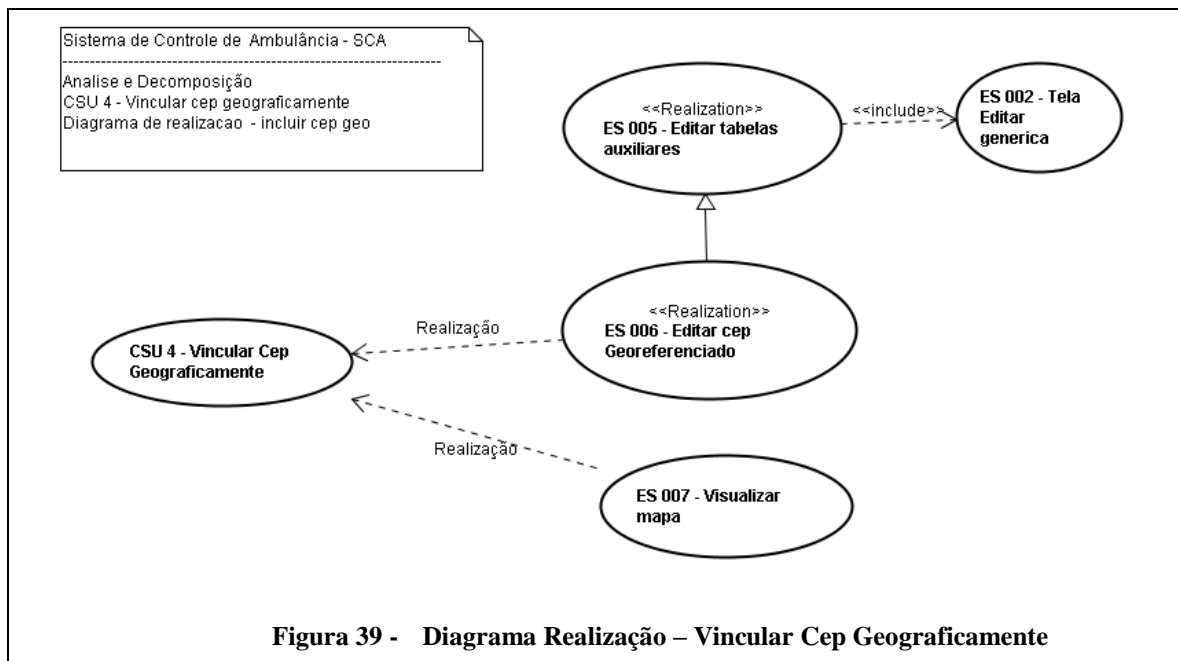 Sistema de Controle de Ambulância - SCA
----------------------------------------------------------------
Analise e Decomposição
CSU 4 - Vincular cep geograficamente
Diagrama de realizacao - incluir cep geo
<<Realization>>
ES 005 - Editar tabelas
auxiliares
<<include>>
ES 002 - Tela
Editar
generica
<<Realization>>
ES 006 - Editar cep
Georeferenciado
Realização
CSU 4 - Vincular Cep
Geograficamente
Realização
ES 007 - Visualizar
mapa
Figura 39 - Diagrama Realização – Vincular Cep Geograficamente